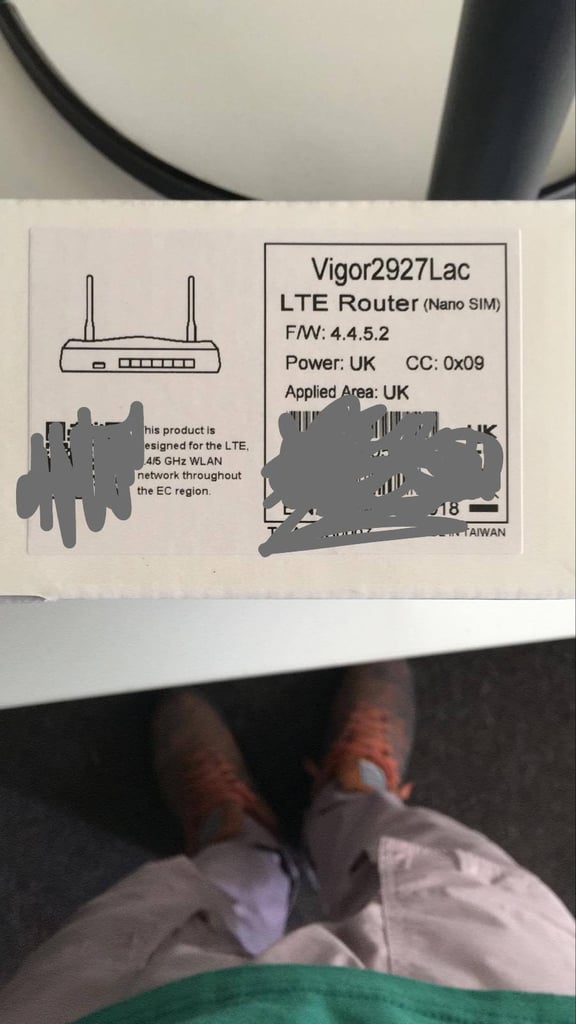 Vigor2927Lac
LTE Router (Nano SIM)
F/W: 4.4.5.2
Power: UK CC: 0x09
Applied Area: UK
UK
his product is
esigned for the LTE,
.4/5 GHz WLAN
network throughout
the EC region.
18
IN TAIWAN